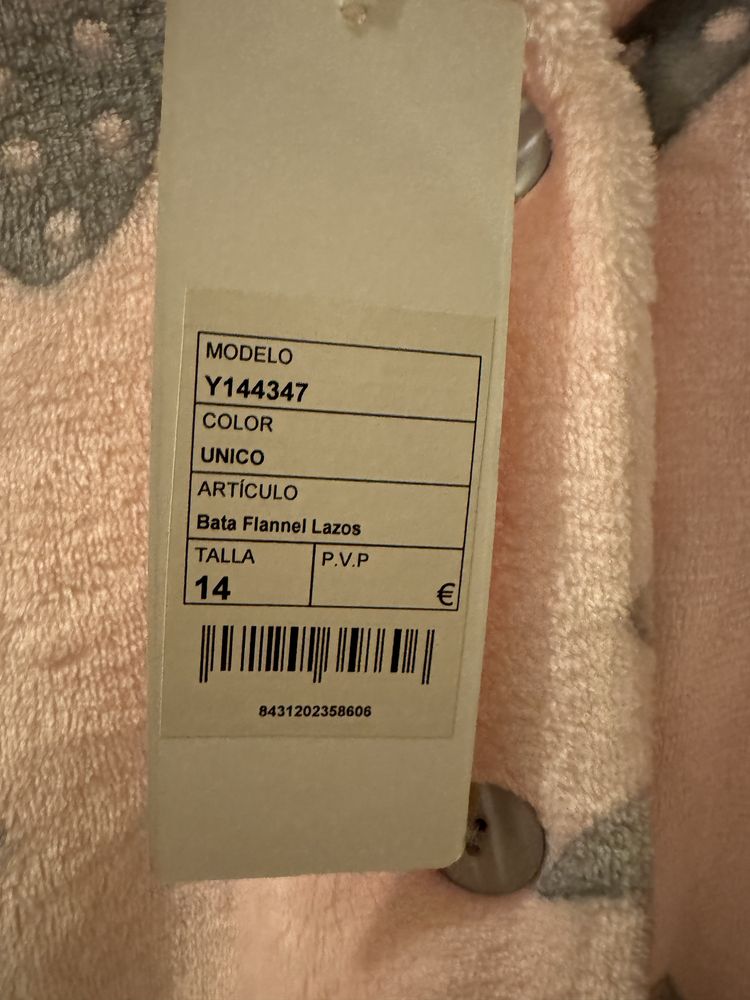 MODELO
Y144347
COLOR
UNICO
ARTÍCULO
Bata Flannel Lazos
TALLA
14
P.V.P
€
8431202358606